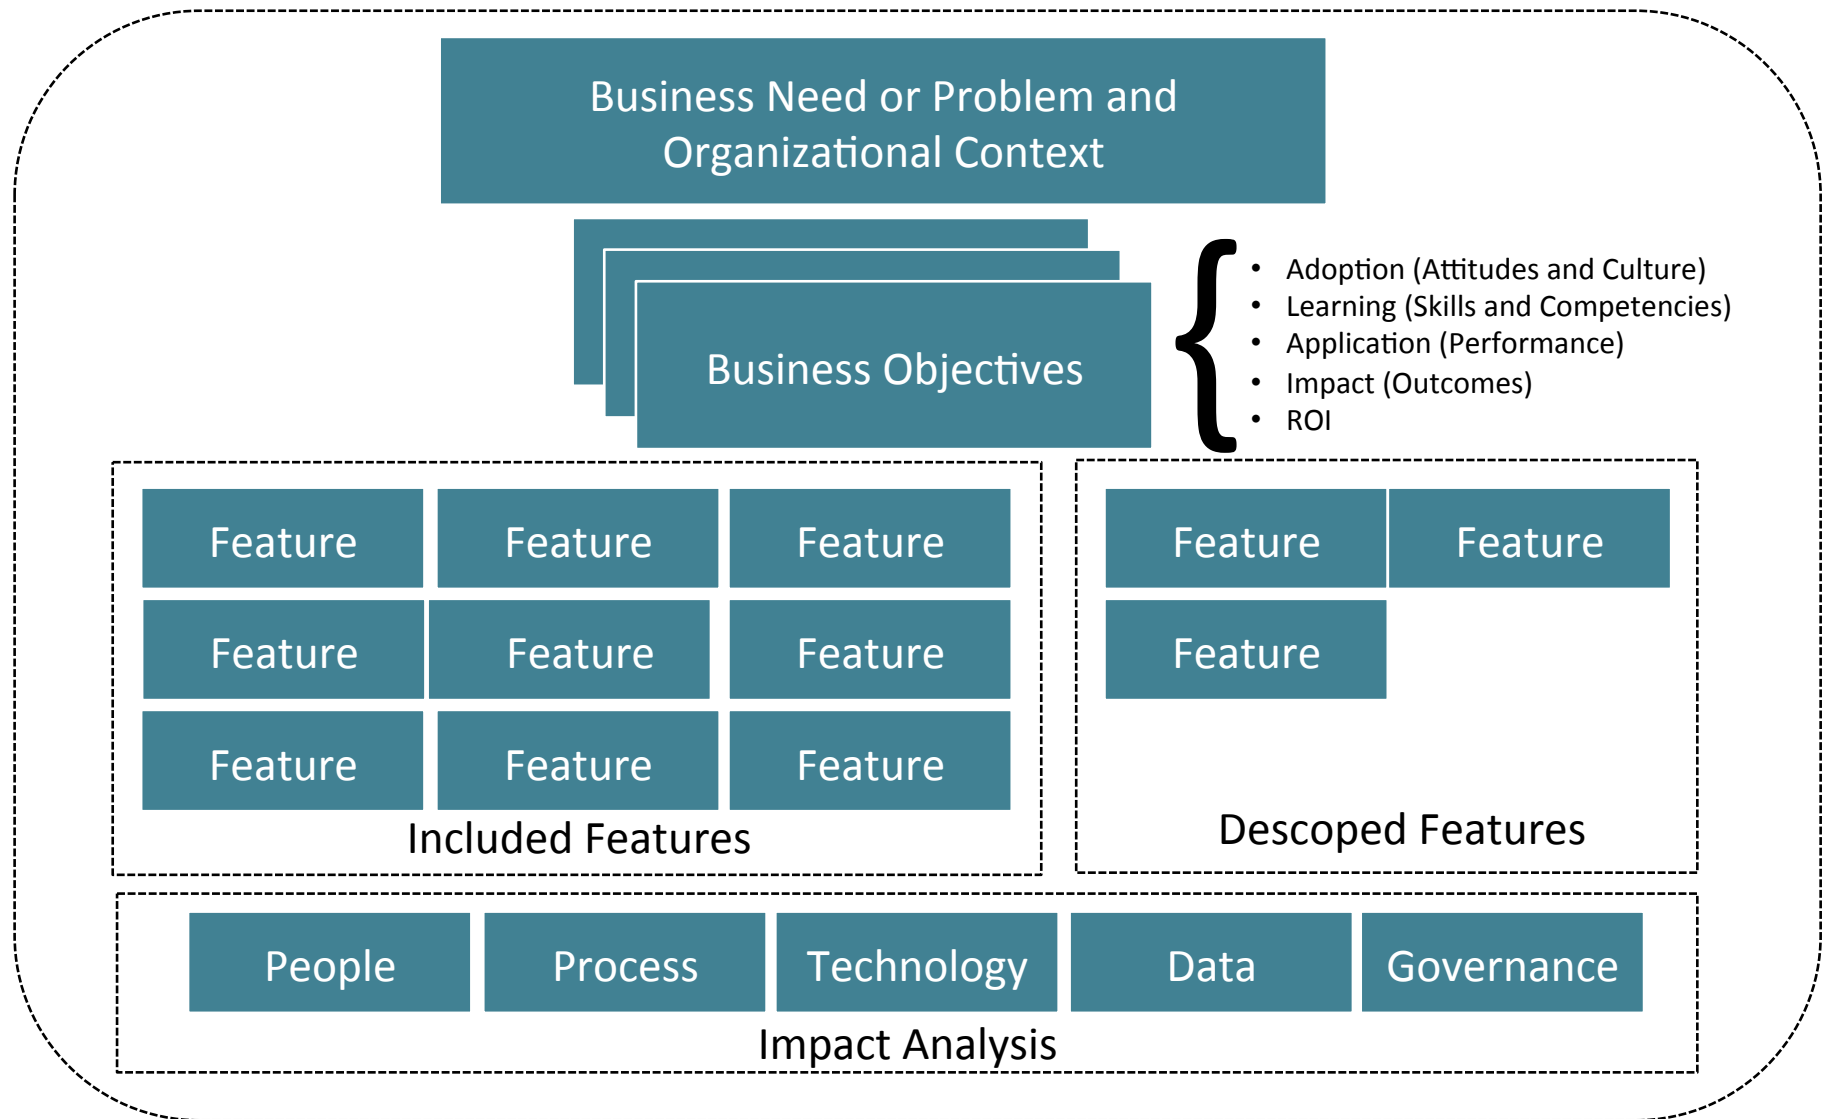 Business Need or Problem and
Organizational Context
Business Objectives
• Adoption (Attitudes and Culture)
• Learning (Skills and Competencies)
• Application (Performance)
• Impact (Outcomes)
• ROI
Feature Feature Feature
Feature Feature Feature
Feature Feature Feature
Included Features
Feature Feature
Feature
Descoped Features
People Process Technology Data Governance
Impact Analysis